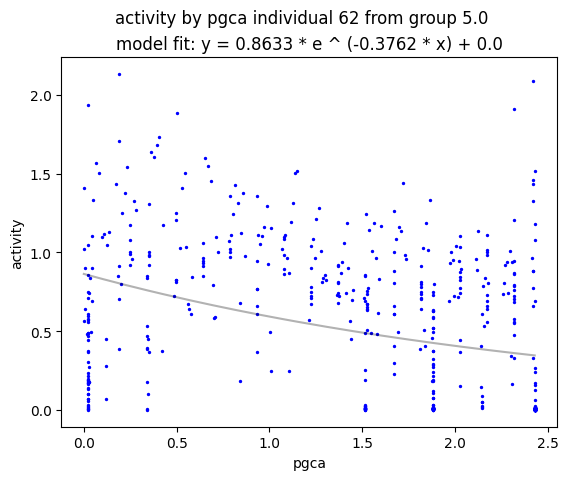 activity by pgca individual 62 from group 5.0
model fit: y = 0.8633 * e ^ (-0.3762 * x) + 0.0
2.0
1.5
1.0
0.5
0.0
activity
0.0 0.5 1.0 1.5 2.0 2.5
pgca